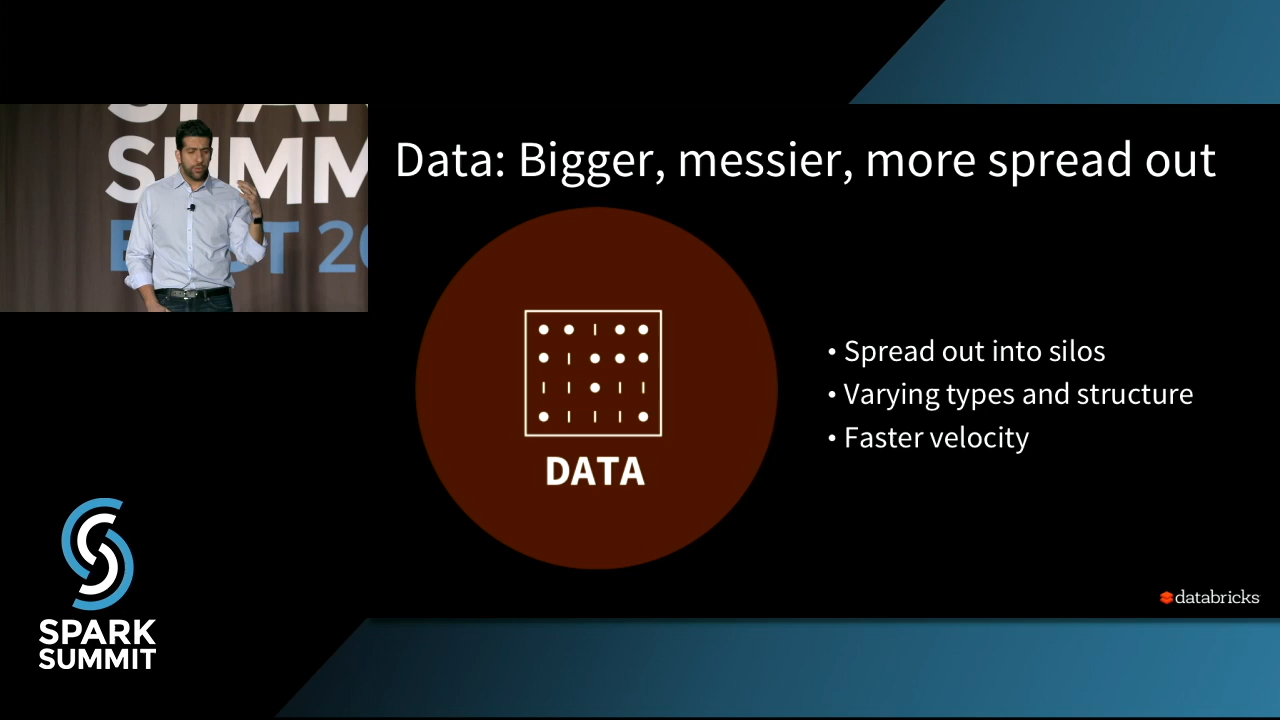 SUMM
Data: Bigger, messier, more spread out
DATA
• Spread out into silos
• Varying types and structure
• Faster velocity
databricks
SPARK
SUMMIT